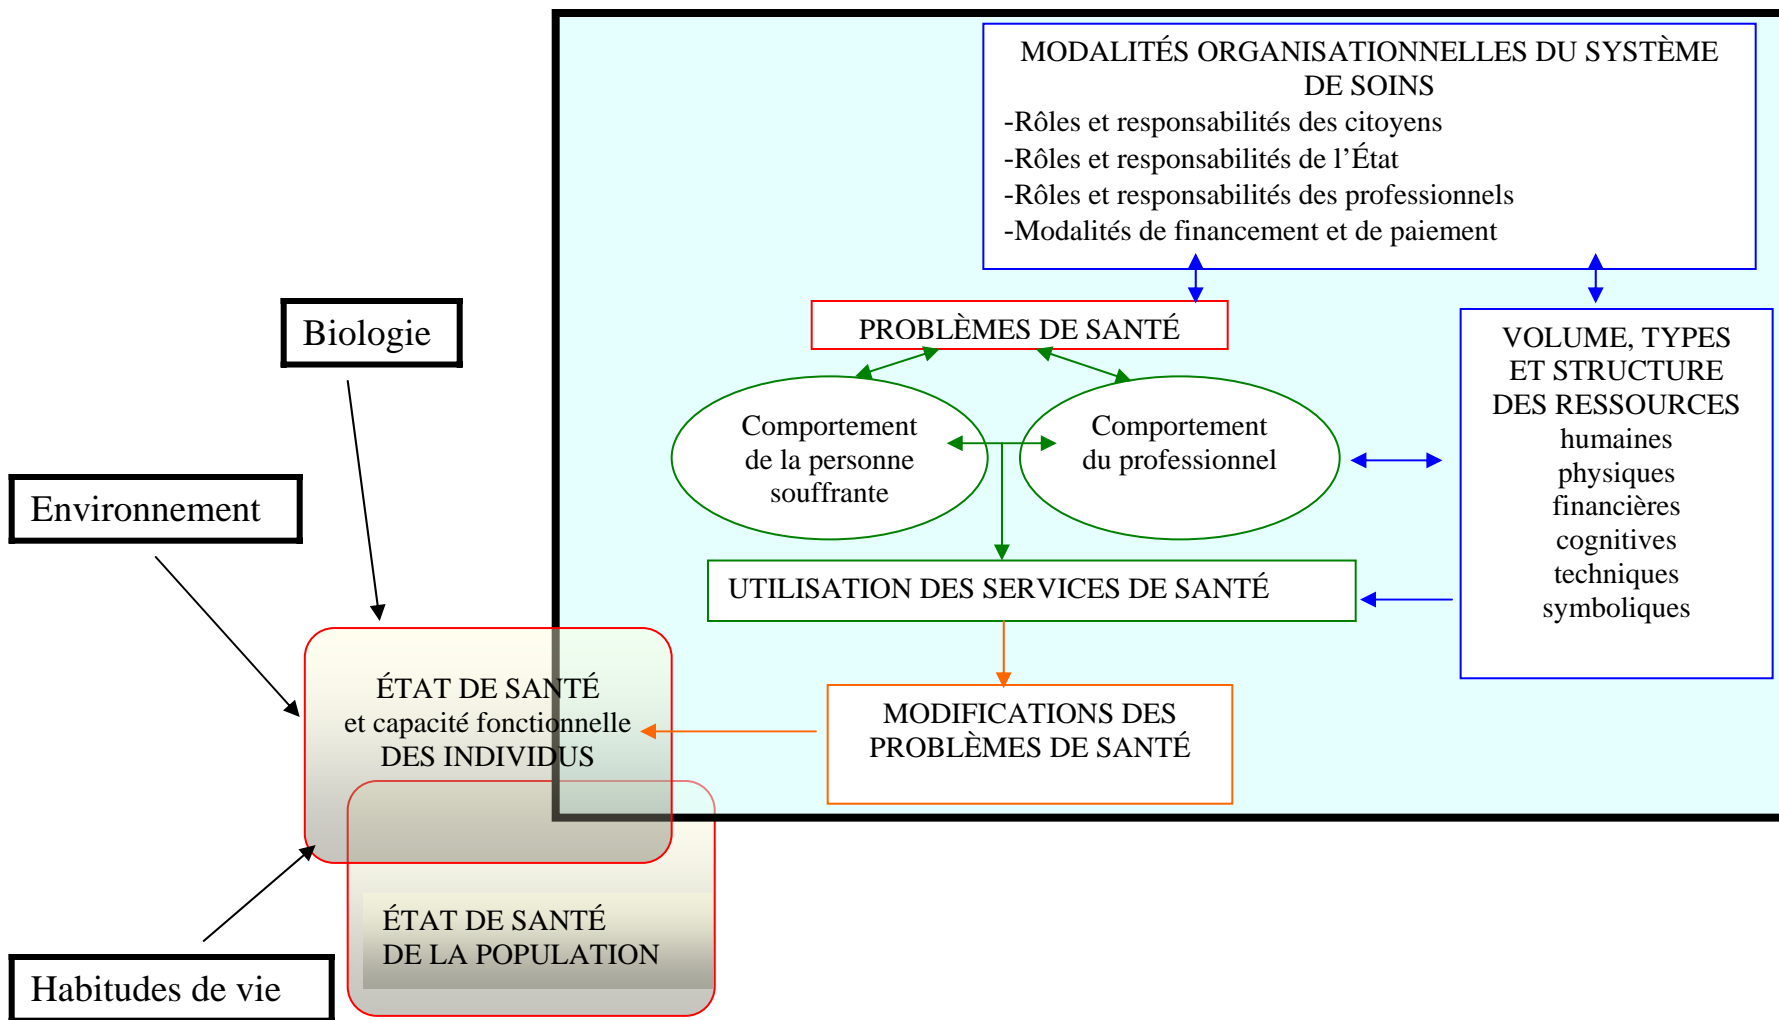 MODALITÉS ORGANISATIONNELLES DU SYSTÈME
DE SOINS
-Rôles et responsabilités des citoyens
-Rôles et responsabilités de l’État
-Rôles et responsabilités des professionnels
-Modalités de financement et de paiement
Biologie
PROBLÈMES DE SANTÉ
VOLUME, TYPES
ET STRUCTURE
DES RESSOURCES
humaines
physiques
financières
cognitives
techniques
symboliques
Comportement
de la personne
souffrante
Comportement
du professionnel
Environnement
UTILISATION DES SERVICES DE SANTÉ
ÉTAT DE SANTÉ
et capacité fonctionnelle
DES INDIVIDUS
MODIFICATIONS DES
PROBLÈMES DE SANTÉ
ÉTAT DE SANTÉ
DE LA POPULATION
Habitudes de vie